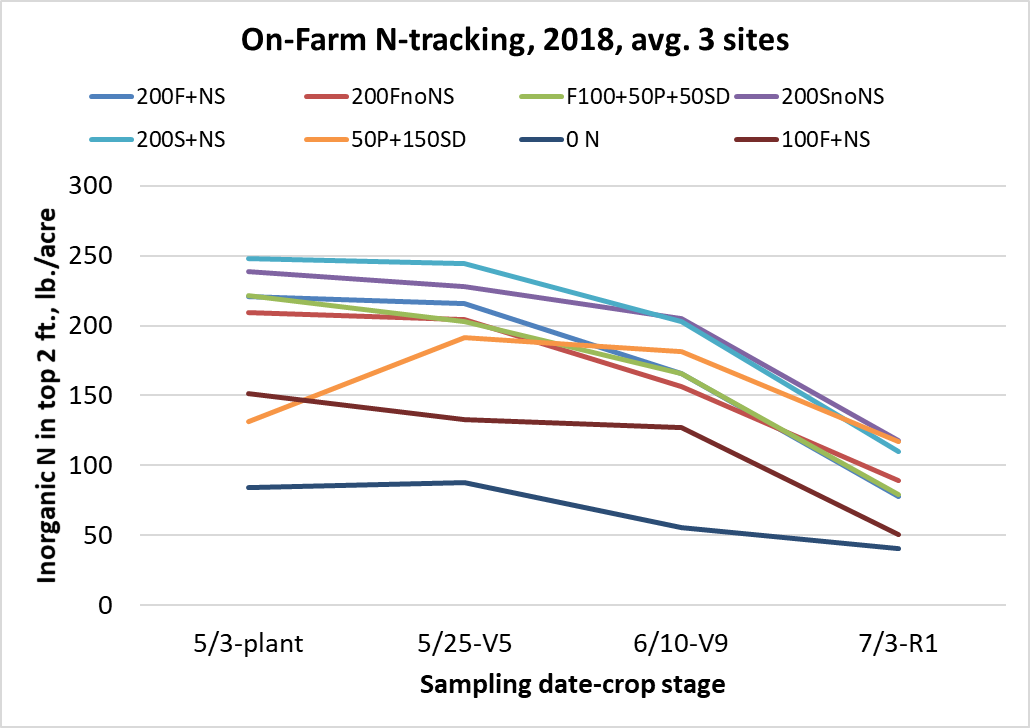 On-Farm N-tracking, 2018, avg. 3 sites
200F+NS 200FnoNS F100+50P+50SD 200SnoNS
200S+NS 50P+150SD 0 N 100F+NS
Inorganic N in top 2 ft., lb./acre
300
250
200
150
100
50
0
5/3-plant 5/25-V5 6/10-V9 7/3-R1
Sampling date-crop stage